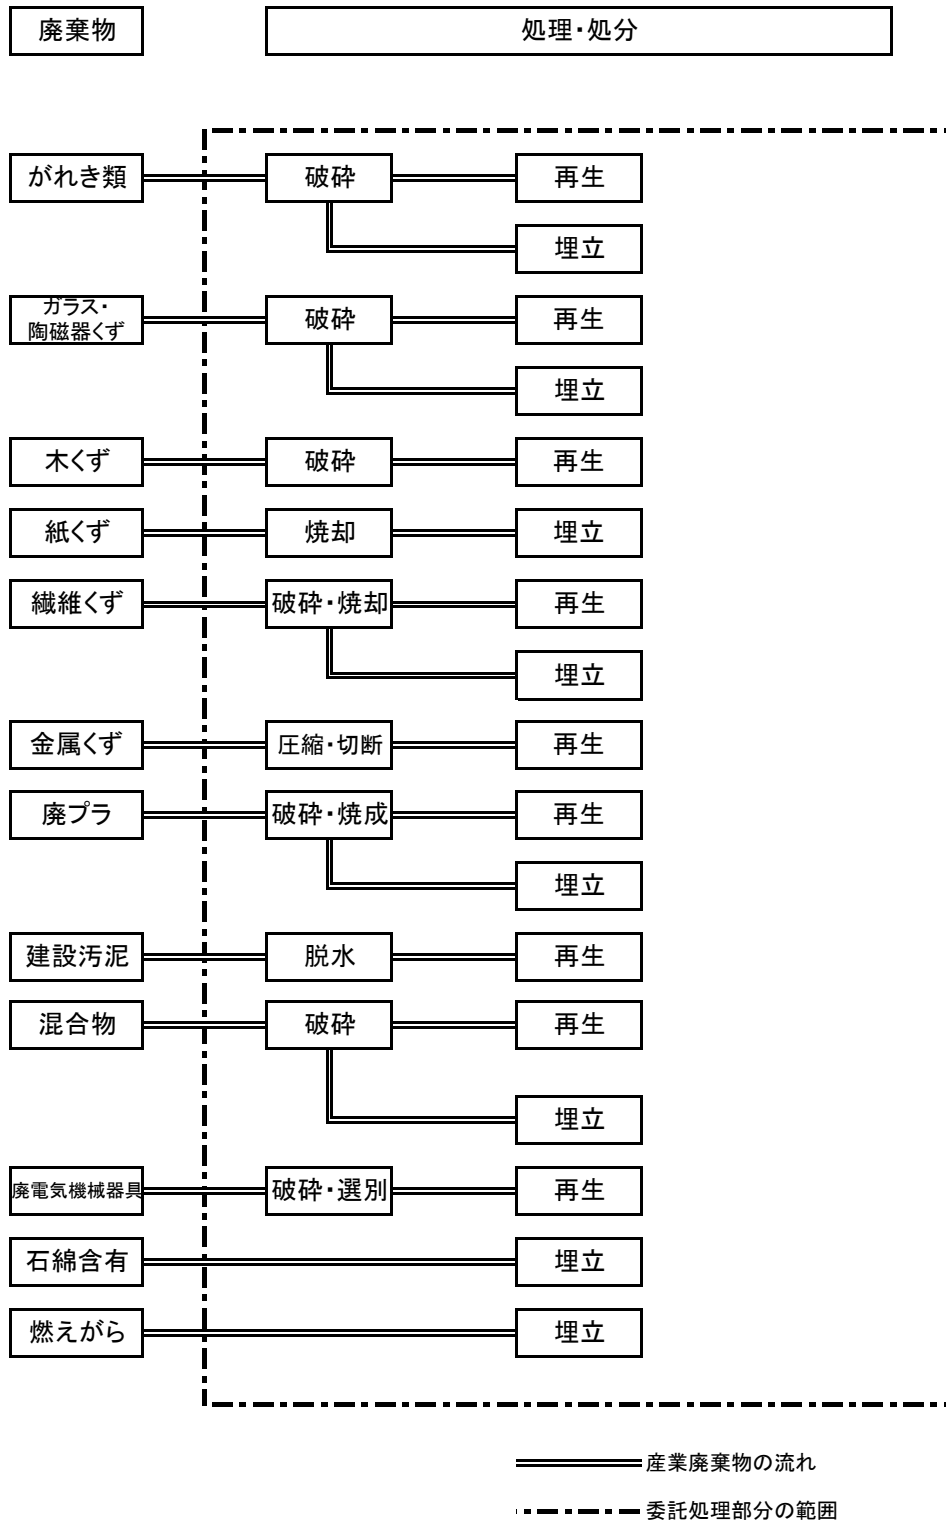 廃棄物
処理・処分
がれき類
破砕
再生
埋立
ガラス・
陶磁器くず
破砕
再生
埋立
木くず
破砕
再生
紙くず
焼却
埋立
繊維くず
破砕・焼却
再生
埋立
金属くず
圧縮・切断
再生
廃プラ
破砕・焼成
再生
埋立
建設汚泥
脱水
再生
混合物
破砕
再生
埋立
廃電気機械器具
破砕・選別
再生
石綿含有
埋立
燃えがら
埋立
産業廃棄物の流れ
委託処理部分の範囲